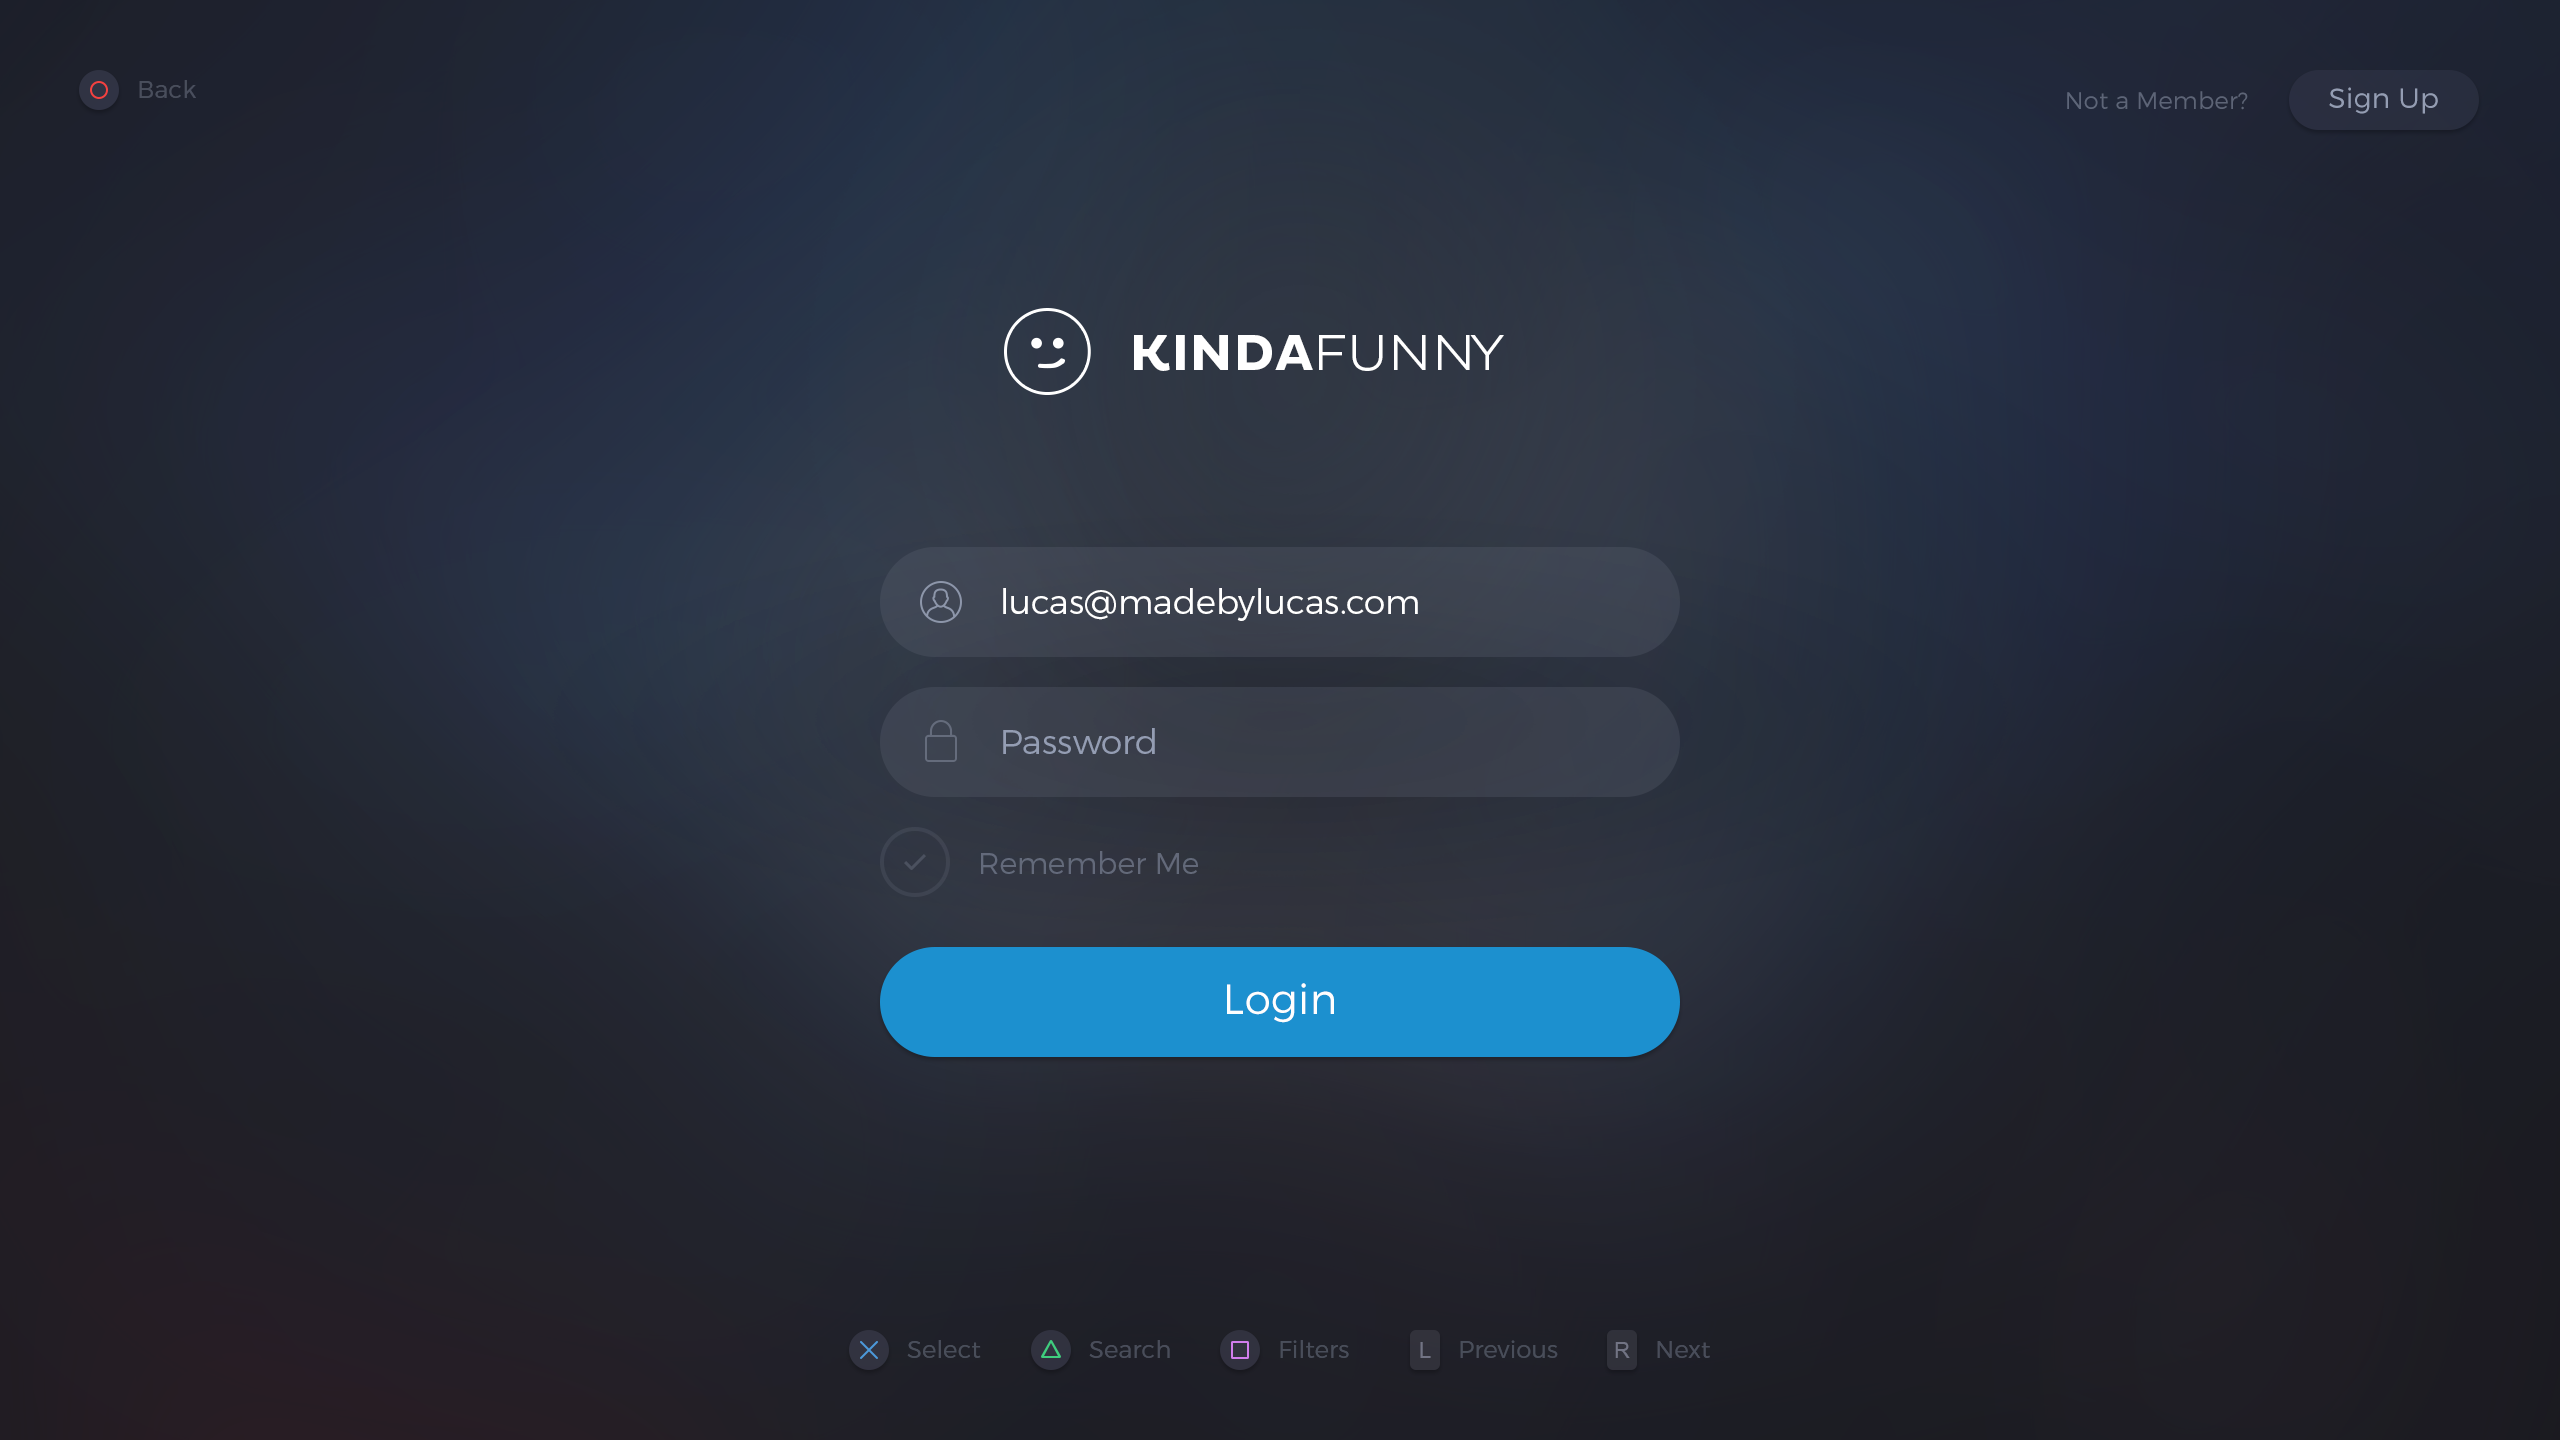 Back
Not a Member?
Sign Up
KINDAFUNNY
lucas@madebylucas.com
Password
Remember Me
Login
Select
Search
Filters
L Previous
R Next